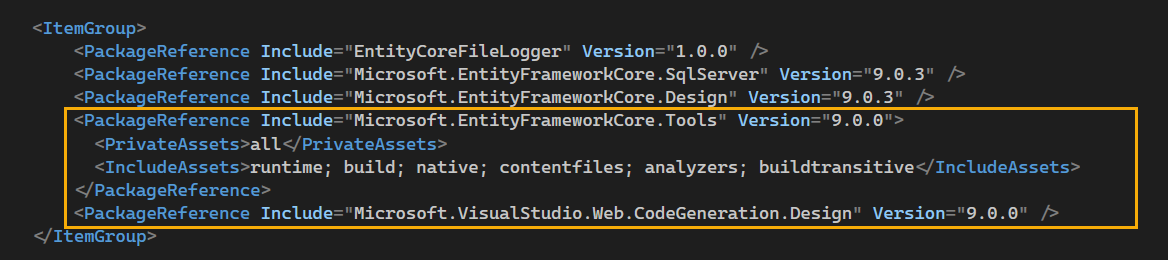 <ItemGroup>
<PackageReference Include="EntityCoreFileLogger" Version="1.0.0" />
<PackageReference Include="Microsoft.EntityFrameworkCore.SqlServer" Version="9.0.3" />
<PackageReference Include="Microsoft.EntityFrameworkCore.Design" Version="9.0.3" />
<PackageReference Include="Microsoft.EntityFrameworkCore.Tools" Version="9.0.0">
<PrivateAssets>all</PrivateAssets>
<IncludeAssets>runtime; build; native; contentfiles; analyzers; buildtransitive</IncludeAssets>
</PackageReference>
<PackageReference Include="Microsoft.VisualStudio.Web.CodeGeneration.Design" Version="9.0.0" />
</ItemGroup>